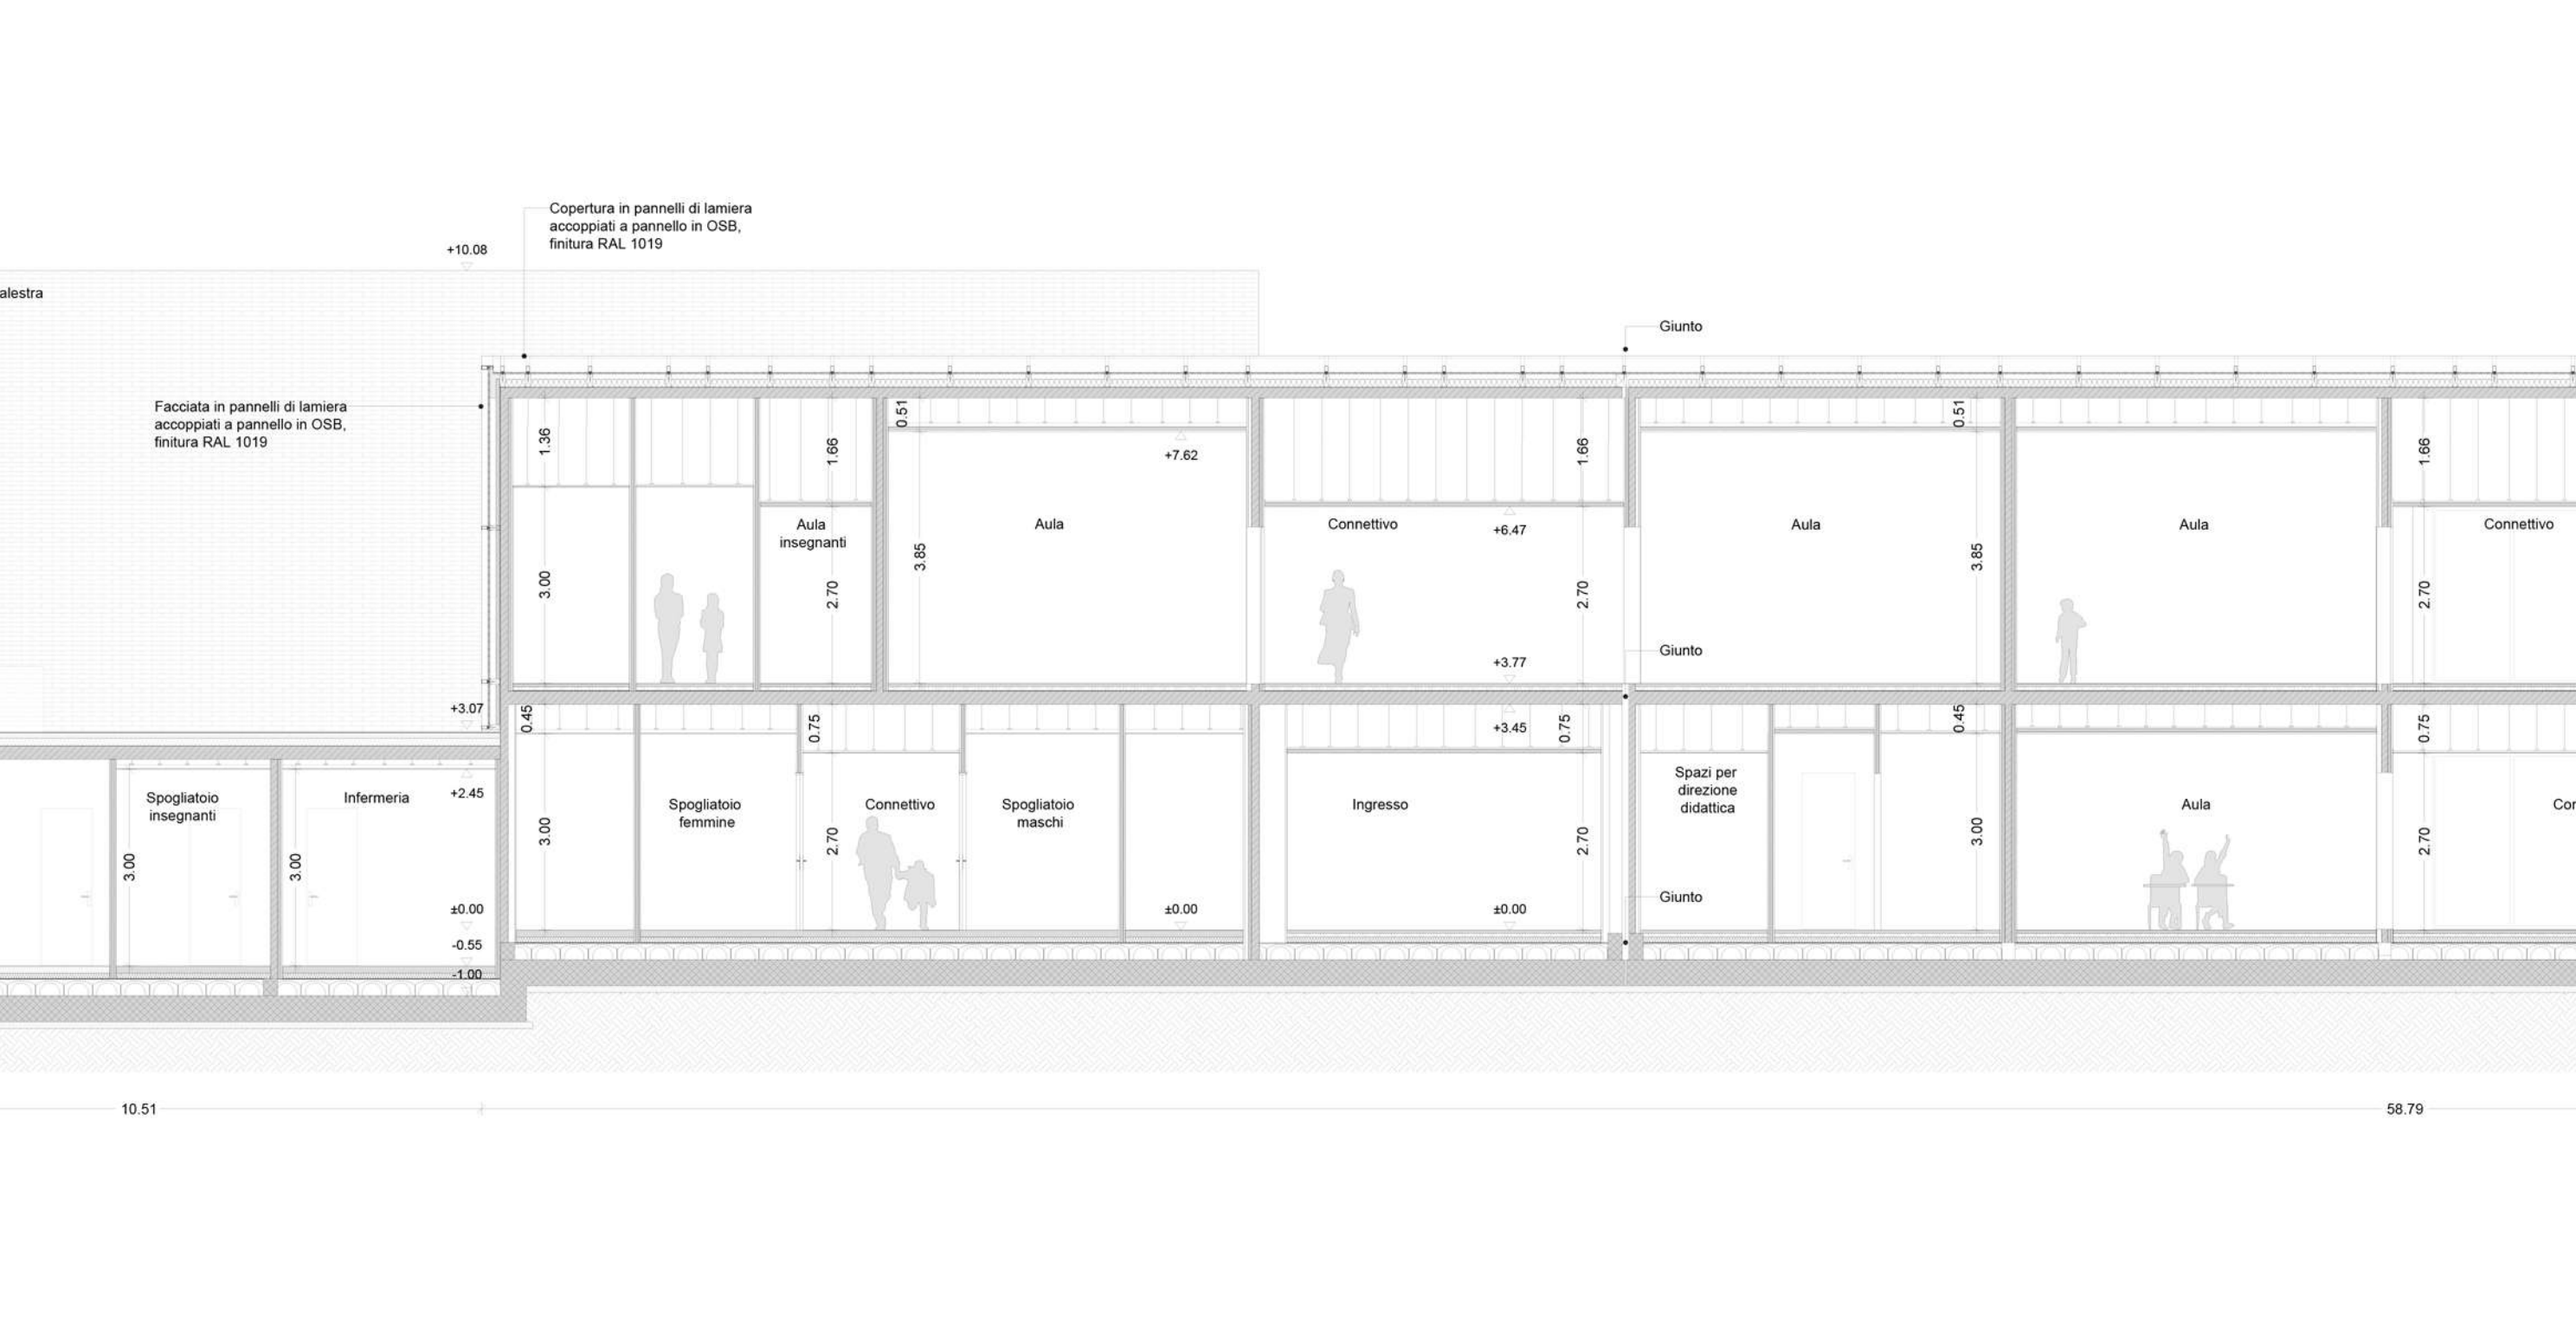 Copertura in pannelli di lamiera
accoppiati a pannello in OSB,
finitura RAL 1019
+10.08
alestra
Giunto
Facciata in pannelli di lamiera
accoppiati a pannello in OSB,
finitura RAL 1019
1.36
1.66
0.51
+7.62
1.66
0.51
1.66
Aula
insegnanti
Aula
Connettivo
+6.47
Aula
Aula
Connettivo
3.00
2.70
3.85
2.70
3.85
2.70
Giunto
+3.77
+3.07
0.45
0.75
+3.45
0.75
0.45
0.75
Spogliatoio
insegnanti
Infermeria
+2.45
Spogliatoio
femmine
Connettivo
Spogliatoio
maschi
Ingresso
Spazi per
direzione
didattica
Aula
Cor
3.00
3.00
3.00
2.70
2.70
3.00
2.70
Giunto
±0.00
±0.00
±0.00
-0.55
-1.00
10.51
58.79